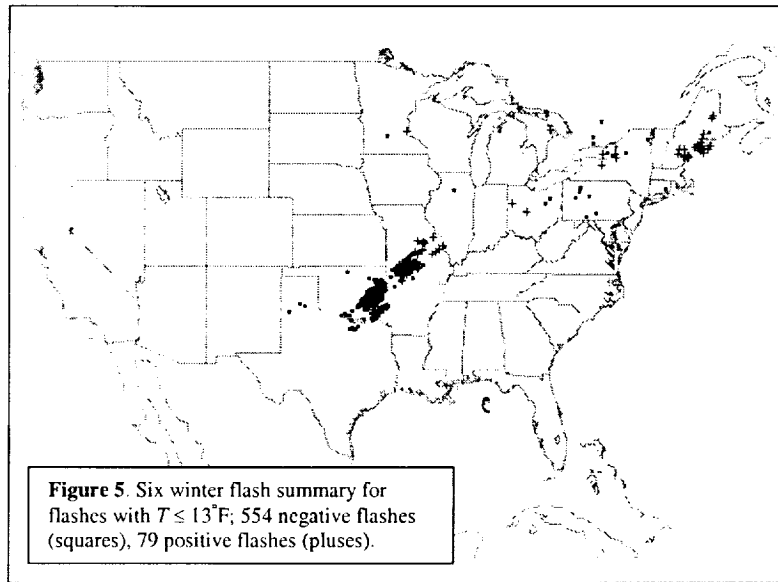 Figure 5. Six winter flash summary for
flashes with T ≤ 13°F; 554 negative flashes
(squares), 79 positive flashes (pluses).